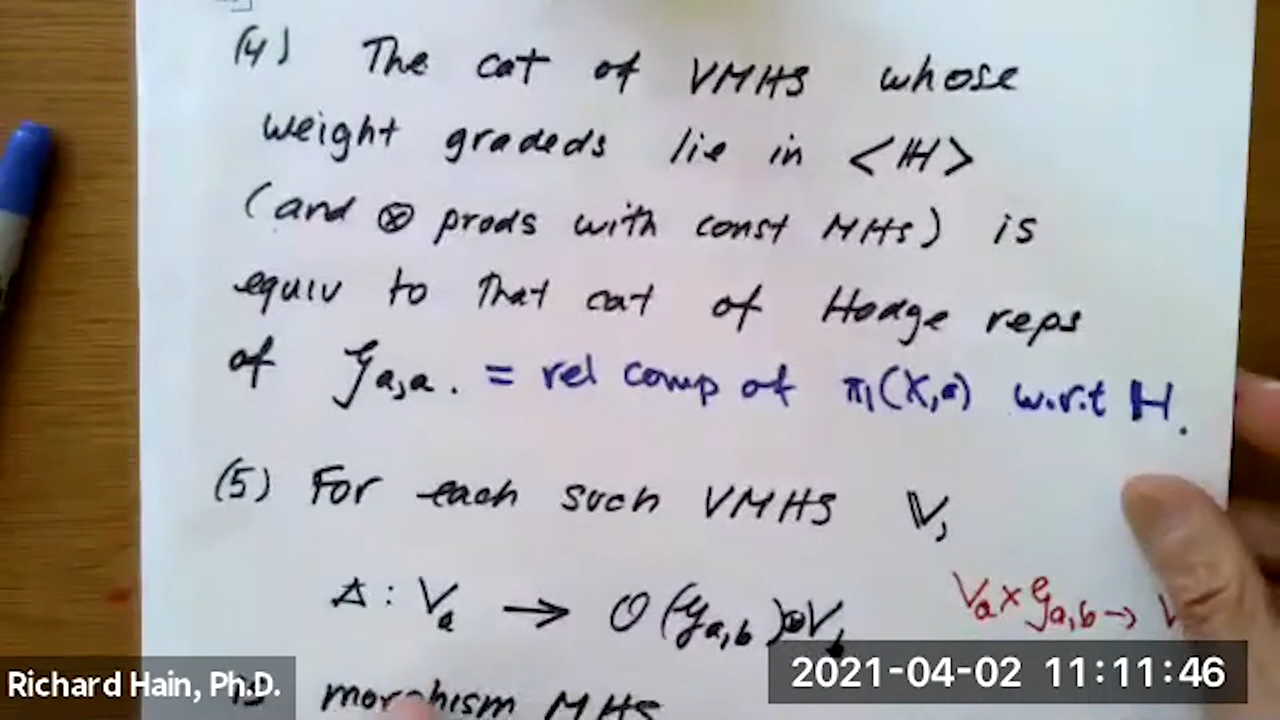 (4) The cat of VMHS whose
weight gradeds lie in <ℍ>
(and ⊗ prods with const MHS) is
equiv to that cat of Hodge reps
of 𝒢a,a. = rel comp of π₁(X,a) w.r.t ℍ.
(5) For each such VMHS 𝕍,
Δ : Va → 𝒪(𝒢a,b)⊗Vb
Va × 𝒢a,b → V
is morphism MHS
Richard Hain, Ph.D.
2021-04-02 11:11:46